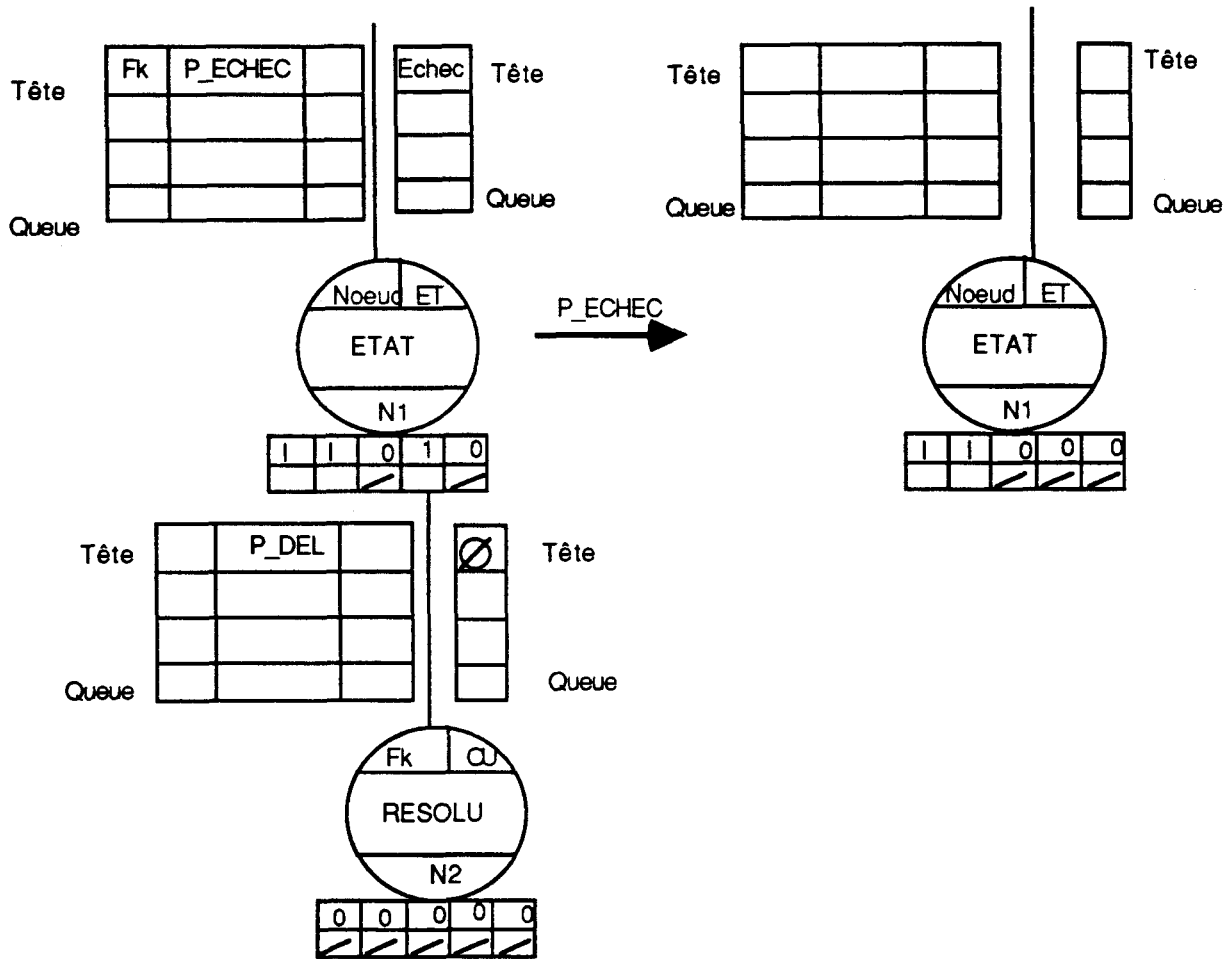 Fk P_ECHEC Echec
Tête Tête
Queue Queue
Noeud ET
ETAT
N1
I I 0 1 0
P_ECHEC
Tête Tête
Queue Queue
Noeud ET
ETAT
N1
I I 0 0 0
P_DEL Ø
Tête Tête
Queue Queue
Fk OU
RESOLU
N2
0 0 0 0 0